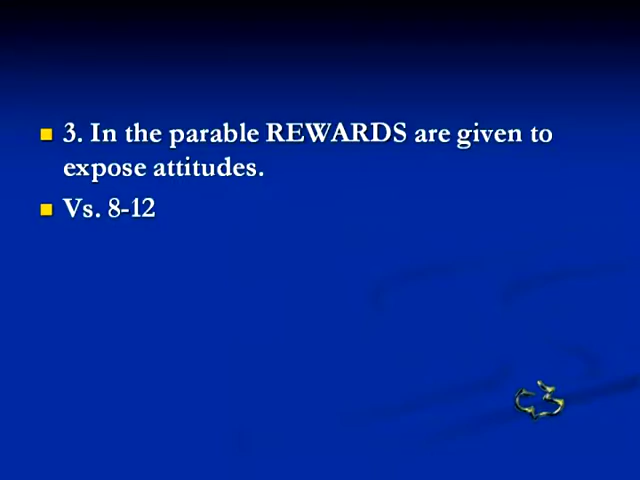 3. In the parable REWARDS are given to
expose attitudes.
Vs. 8-12